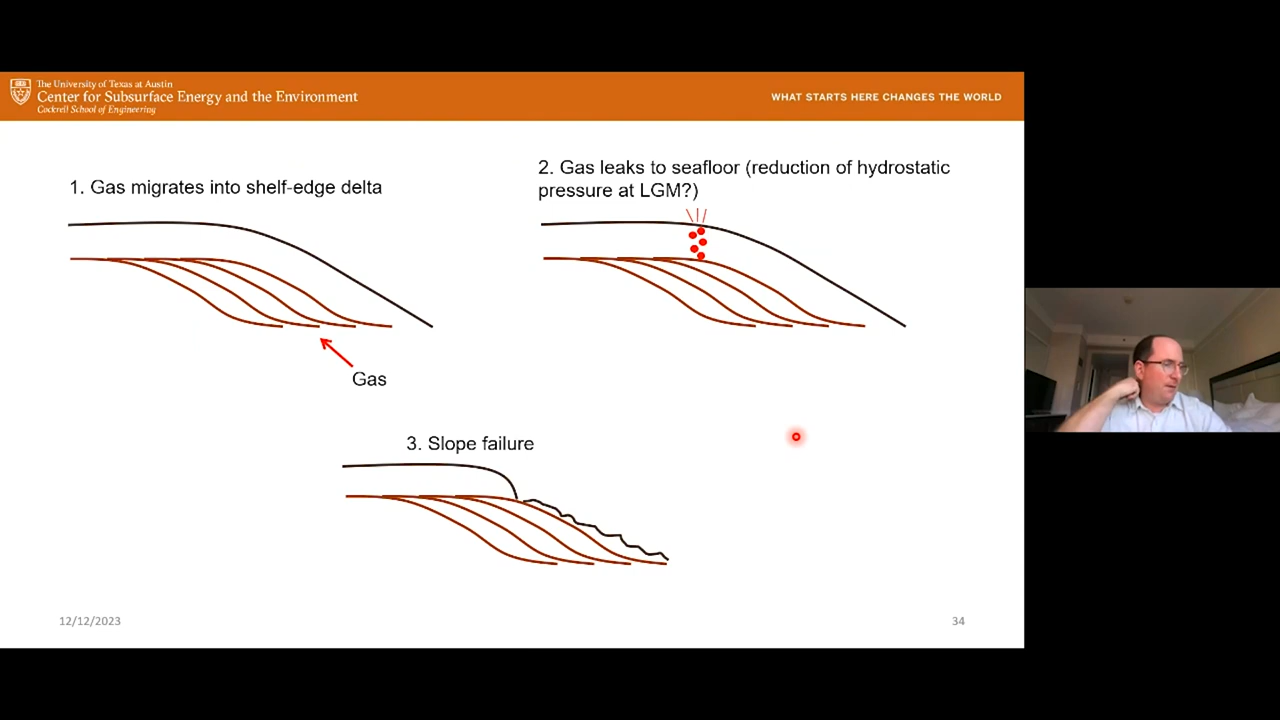 The University of Texas at Austin
Center for Subsurface Energy and the Environment
Cockrell School of Engineering
WHAT STARTS HERE CHANGES THE WORLD
1. Gas migrates into shelf-edge delta
2. Gas leaks to seafloor (reduction of hydrostatic
pressure at LGM?)
Gas
3. Slope failure
12/12/2023
34